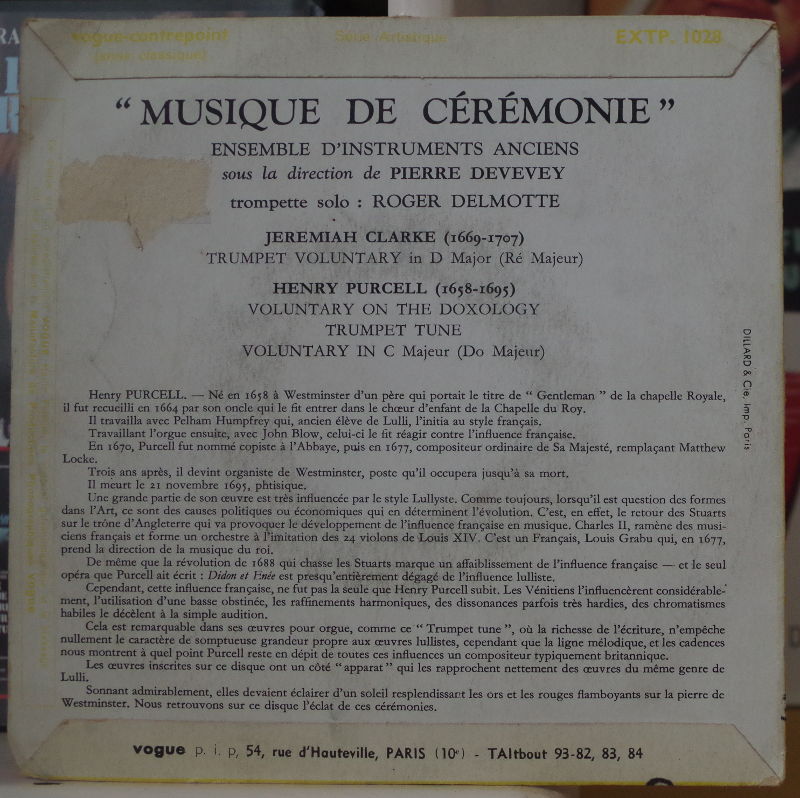 vogue-contrepoint
(série classique)
Série Artistique
EXTP. 1028
“ MUSIQUE DE CÉRÉMONIE ”
ENSEMBLE D'INSTRUMENTS ANCIENS
sous la direction de PIERRE DEVEVEY
trompette solo : ROGER DELMOTTE
JEREMIAH CLARKE (1669-1707)
TRUMPET VOLUNTARY in D Major (Ré Majeur)
HENRY PURCELL (1658-1695)
VOLUNTARY ON THE DOXOLOGY
TRUMPET TUNE
VOLUNTARY IN C Majeur (Do Majeur)
Henry PURCELL. — Né en 1658 à Westminster d'un père qui portait le titre de “ Gentleman ” de la chapelle Royale,
il fut recueilli en 1664 par son oncle qui le fit entrer dans le chœur d'enfant de la Chapelle du Roy.
Il travailla avec Pelham Humfrey qui, ancien élève de Lulli, l'initia au style français.
Travaillant l'orgue ensuite, avec John Blow, celui-ci le fit réagir contre l'influence française.
En 1670, Purcell fut nommé copiste à l'Abbaye, puis en 1677, compositeur ordinaire de Sa Majesté, remplaçant Matthew
Locke.
Trois ans après, il devint organiste de Westminster, poste qu'il occupera jusqu'à sa mort.
Il meurt le 21 novembre 1695, phtisique.
Une grande partie de son œuvre est très influencée par le style Lullyste. Comme toujours, lorsqu'il est question des formes
dans l'Art, ce sont des causes politiques ou économiques qui en déterminent l'évolution. C'est, en effet, le retour des Stuarts
sur le trône d'Angleterre qui va provoquer le développement de l'influence française en musique. Charles II, ramène des musi-
ciens français et forme un orchestre à l'imitation des 24 violons de Louis XIV. C'est un Français, Louis Grabu qui, en 1677,
prend la direction de la musique du roi.
De même que la révolution de 1688 qui chasse les Stuarts marque un affaiblissement de l'influence française — et le seul
opéra que Purcell ait écrit : Didon et Enée est presqu'entièrement dégagé de l'influence lulliste.
Cependant, cette influence française, ne fut pas la seule que Henry Purcell subit. Les Vénitiens l'influencèrent considérable-
ment, l'utilisation d'une basse obstinée, les raffinements harmoniques, des dissonances parfois très hardies, des chromatismes
habiles le décèlent à la simple audition.
Cela est remarquable dans ses œuvres pour orgue, comme ce “ Trumpet tune ”, où la richesse de l'écriture, n'empêche
nullement le caractère de somptueuse grandeur propre aux œuvres lullistes, cependant que la ligne mélodique, et les cadences
nous montrent à quel point Purcell reste en dépit de toutes ces influences un compositeur typiquement britannique.
Les œuvres inscrites sur ce disque ont un côté “ apparat ” qui les rapprochent nettement des œuvres du même genre de
Lulli.
Sonnant admirablement, elles devaient éclairer d'un soleil resplendissant les ors et les rouges flamboyants sur la pierre de
Westminster. Nous retrouvons sur ce disque l'éclat de ces cérémonies.
DILLARD & Cie, Imp. Paris
vogue p. i. p, 54, rue d'Hauteville, PARIS (10e) - TAItbout 93-82, 83, 84